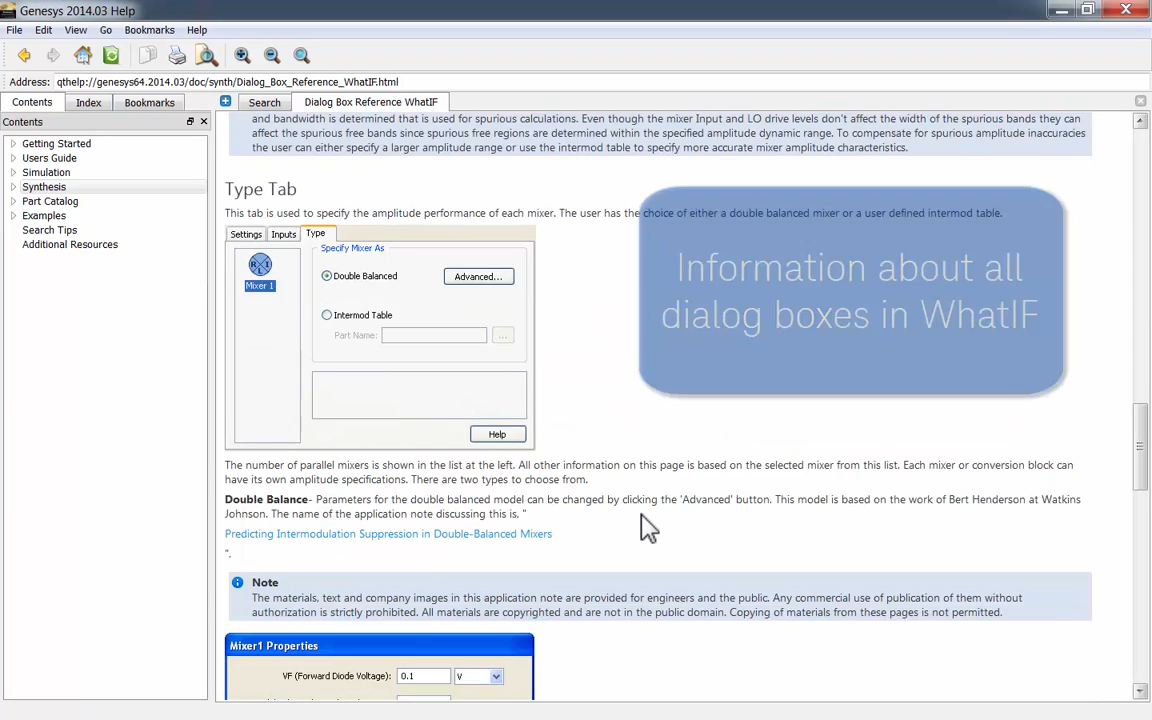 Genesys 2014.03 Help
File Edit View Go Bookmarks Help
Address: qthelp://genesys64.2014.03/doc/synth/Dialog_Box_Reference_WhatIF.html
Contents Index Bookmarks
Search Dialog Box Reference WhatIF
Contents
Getting Started
Users Guide
Simulation
Synthesis
Part Catalog
Examples
Search Tips
Additional Resources
and bandwidth is determined that is used for spurious calculations. Even though the mixer Input and LO drive levels don't affect the width of the spurious bands they can
affect the spurious free bands since spurious free regions are determined within the specified amplitude dynamic range. To compensate for spurious amplitude inaccuracies
the user can either specify a larger amplitude range or use the intermod table to specify more accurate mixer amplitude characteristics.
Type Tab
This tab is used to specify the amplitude performance of each mixer. The user has the choice of either a double balanced mixer or a user defined intermod table.
Settings Inputs Type
Specify Mixer As
R I
L
Mixer 1
Double Balanced Advanced...
Intermod Table
Part Name: ...
Help
Information about all
dialog boxes in WhatIF
The number of parallel mixers is shown in the list at the left. All other information on this page is based on the selected mixer from this list. Each mixer or conversion block can
have its own amplitude specifications. There are two types to choose from.
Double Balance- Parameters for the double balanced model can be changed by clicking the 'Advanced' button. This model is based on the work of Bert Henderson at Watkins
Johnson. The name of the application note discussing this is, "
Predicting Intermodulation Suppression in Double-Balanced Mixers
".
Note
The materials, text and company images in this application note are provided for engineers and the public. Any commercial use of publication of them without
authorization is strictly prohibited. All materials are copyrighted and are not in the public domain. Copying of materials from these pages is not permitted.
Mixer1 Properties
VF (Forward Diode Voltage): 0.1 V